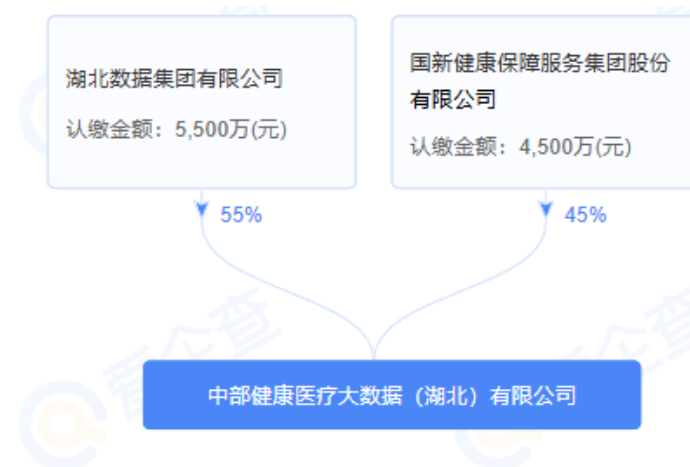 湖北数据集团有限公司
认缴金额：5,500万(元)
国新健康保障服务集团股份
有限公司
认缴金额：4,500万(元)
55%
45%
中部健康医疗大数据（湖北）有限公司
爱企查